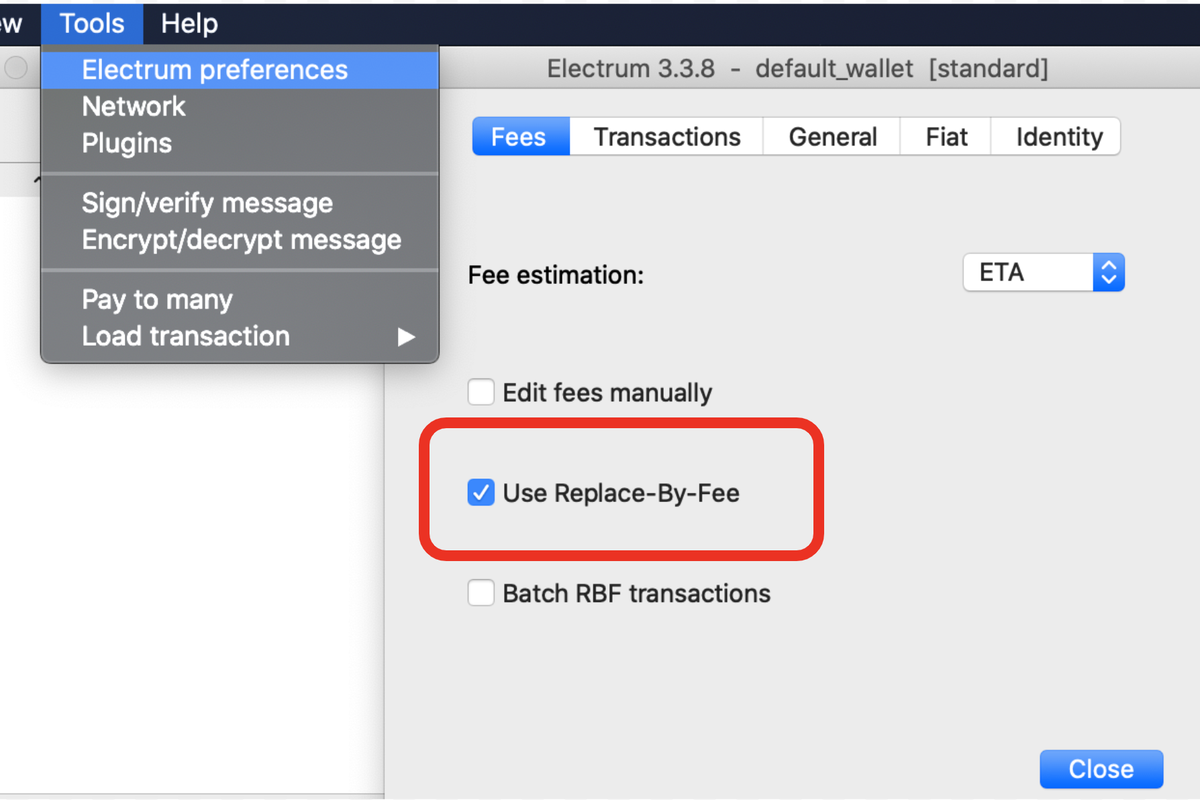 ew Tools Help
Electrum preferences
Network
Plugins
Sign/verify message
Encrypt/decrypt message
Pay to many
Load transaction
Electrum 3.3.8 - default_wallet [standard]
Fees Transactions General Fiat Identity
Fee estimation: ETA
Edit fees manually
Use Replace-By-Fee
Batch RBF transactions
Close